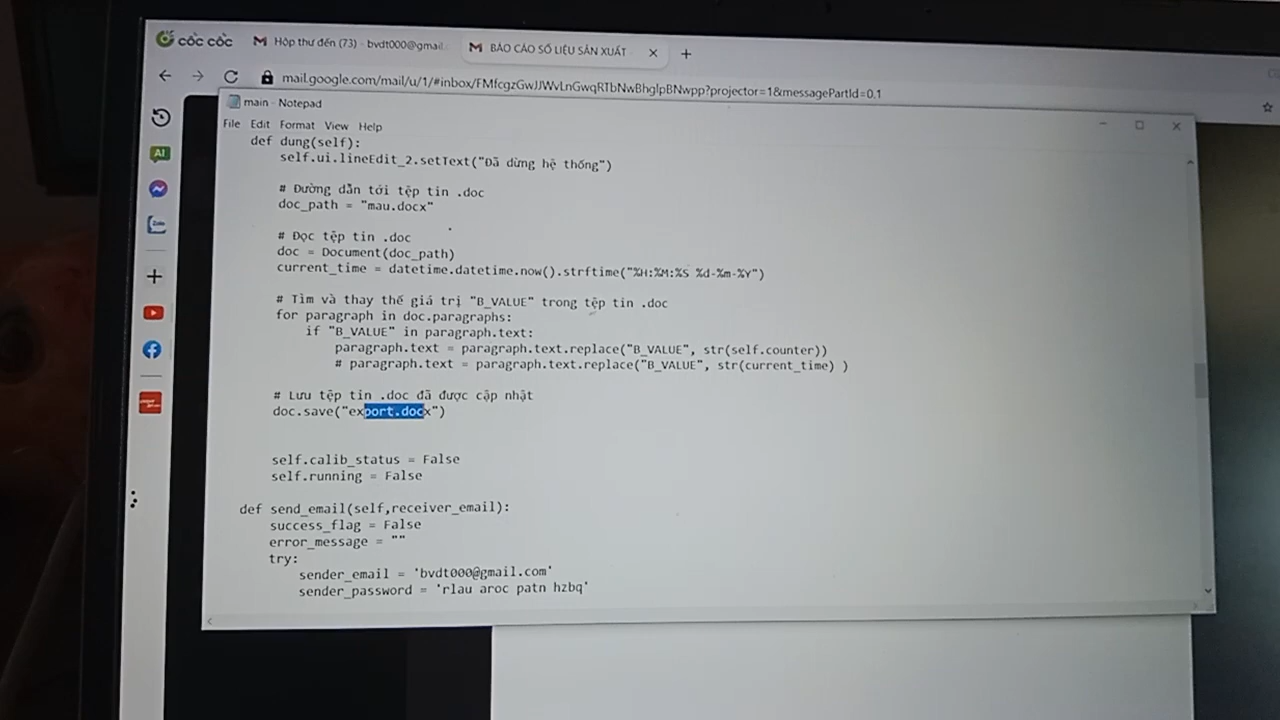 cốc cốc
Hộp thư đến (73) - bvdt000@gmail.
BÁO CÁO SỐ LIỆU SẢN XUẤT
mail.google.com/mail/u/1/#inbox/FMfcgzGwJJWvLnGwqRTbNwBhglpBNwpp?projector=1&messagePartId=0.1
main - Notepad
File Edit Format View Help
def dung(self):
self.ui.lineEdit_2.setText("Đã dừng hệ thống")
# Đường dẫn tới tệp tin .doc
doc_path = "mau.docx"
# Đọc tệp tin .doc
doc = Document(doc_path)
current_time = datetime.datetime.now().strftime("%H:%M:%S %d-%m-%Y")
# Tìm và thay thế giá trị "B_VALUE" trong tệp tin .doc
for paragraph in doc.paragraphs:
if "B_VALUE" in paragraph.text:
paragraph.text = paragraph.text.replace("B_VALUE", str(self.counter))
# paragraph.text = paragraph.text.replace("B_VALUE", str(current_time) )
# Lưu tệp tin .doc đã được cập nhật
doc.save("export.docx")
self.calib_status = False
self.running = False
def send_email(self,receiver_email):
success_flag = False
error_message = ""
try:
sender_email = 'bvdt000@gmail.com'
sender_password = 'rlau aroc patn hzbq'
AI
Zalo